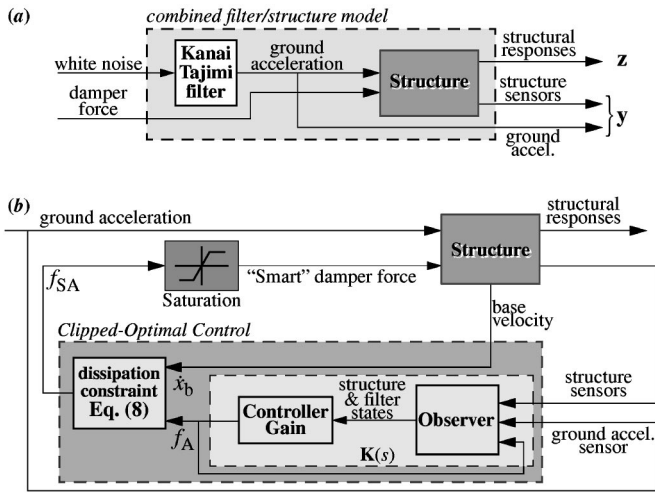 (a)
combined filter/structure model
white noise
damper
force
Kanai
Tajimi
filter
ground
acceleration
Structure
structural
responses
z
structure
sensors
y
ground
accel.
(b)
ground acceleration
Structure
structural
responses
fSA
Saturation
“Smart” damper force
base
velocity
Clipped-Optimal Control
dissipation
constraint
Eq. (8)
ẋb
fA
Controller
Gain
structure
& filter
states
Observer
K(s)
structure
sensors
ground accel.
sensor